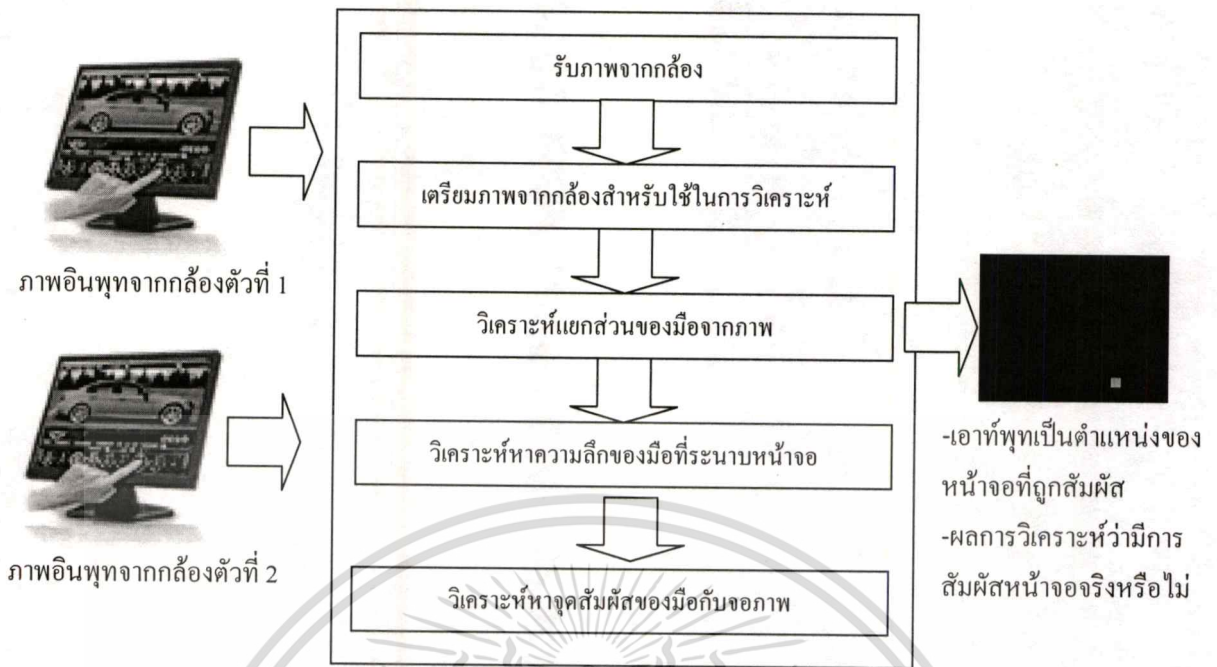 รับภาพจากกล้อง
เตรียมภาพจากกล้องสำหรับใช้ในการวิเคราะห์
วิเคราะห์แยกส่วนของมือจากภาพ
วิเคราะห์หาความลึกของมือที่ระนาบหน้าจอ
วิเคราะห์หาจุดสัมผัสของมือกับจอภาพ
ภาพอินพุทจากกล้องตัวที่ 1
ภาพอินพุทจากกล้องตัวที่ 2
-เอาท์พุทเป็นตำแหน่งของ
หน้าจอที่ถูกสัมผัส
-ผลการวิเคราะห์ว่ามีการ
สัมผัสหน้าจอจริงหรือไม่